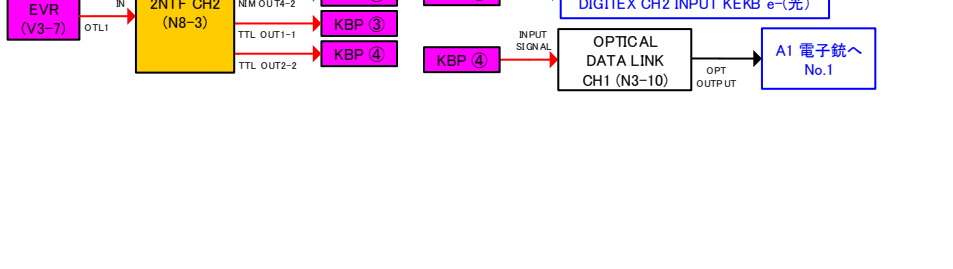 EVR
(V3-7)
OTL1
IN
2NTF CH2
(N8-3)
NIM OUT4-2
TTL OUT1-1
TTL OUT2-2
KBP ③
KBP ④
DIGITEX CH2 INPUT KEKB e-(光)
KBP ④
INPUT
SIGNAL
OPTICAL
DATA LINK
CH1 (N3-10)
OPT
OUTPUT
A1 電子銃へ
No.1